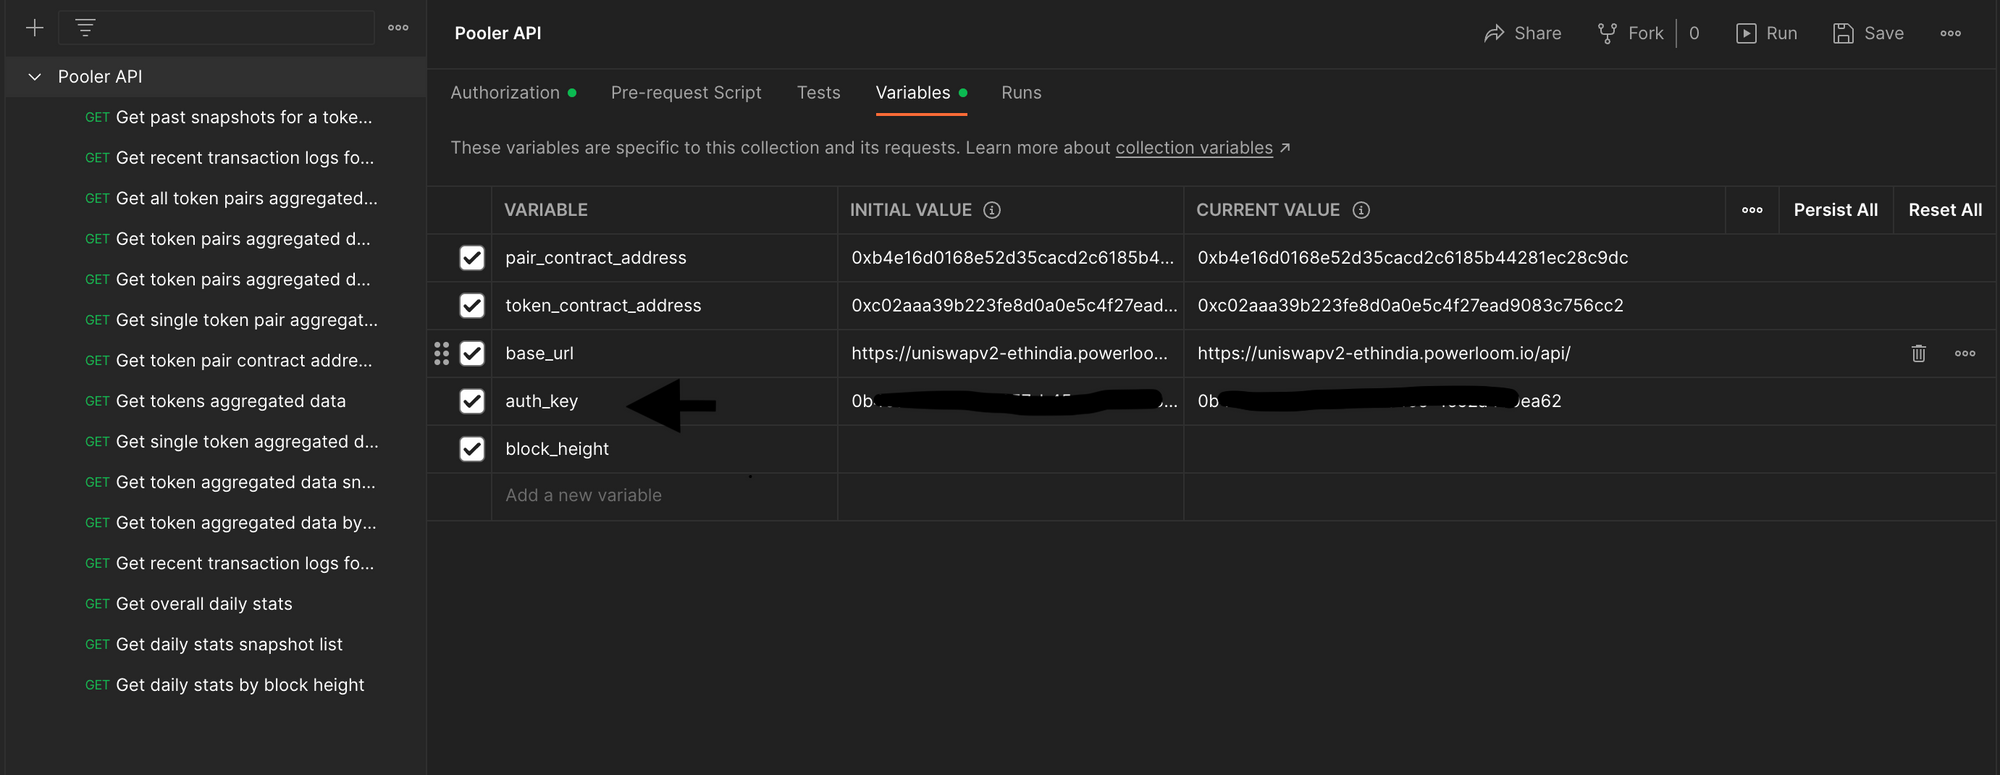 Pooler API
Share
Fork
0
Run
Save
Pooler API
GET Get past snapshots for a toke...
GET Get recent transaction logs fo...
GET Get all token pairs aggregated...
GET Get token pairs aggregated d...
GET Get token pairs aggregated d...
GET Get single token pair aggregat...
GET Get token pair contract addre...
GET Get tokens aggregated data
GET Get single token aggregated d...
GET Get token aggregated data sn...
GET Get token aggregated data by...
GET Get recent transaction logs fo...
GET Get overall daily stats
GET Get daily stats snapshot list
GET Get daily stats by block height
Authorization
Pre-request Script
Tests
Variables
Runs
These variables are specific to this collection and its requests. Learn more about collection variables ↗
VARIABLE
INITIAL VALUE
CURRENT VALUE
Persist All
Reset All
pair_contract_address
0xb4e16d0168e52d35cacd2c6185b4...
0xb4e16d0168e52d35cacd2c6185b44281ec28c9dc
token_contract_address
0xc02aaa39b223fe8d0a0e5c4f27ead...
0xc02aaa39b223fe8d0a0e5c4f27ead9083c756cc2
base_url
https://uniswapv2-ethindia.powerloo...
https://uniswapv2-ethindia.powerloom.io/api/
auth_key
block_height
Add a new variable